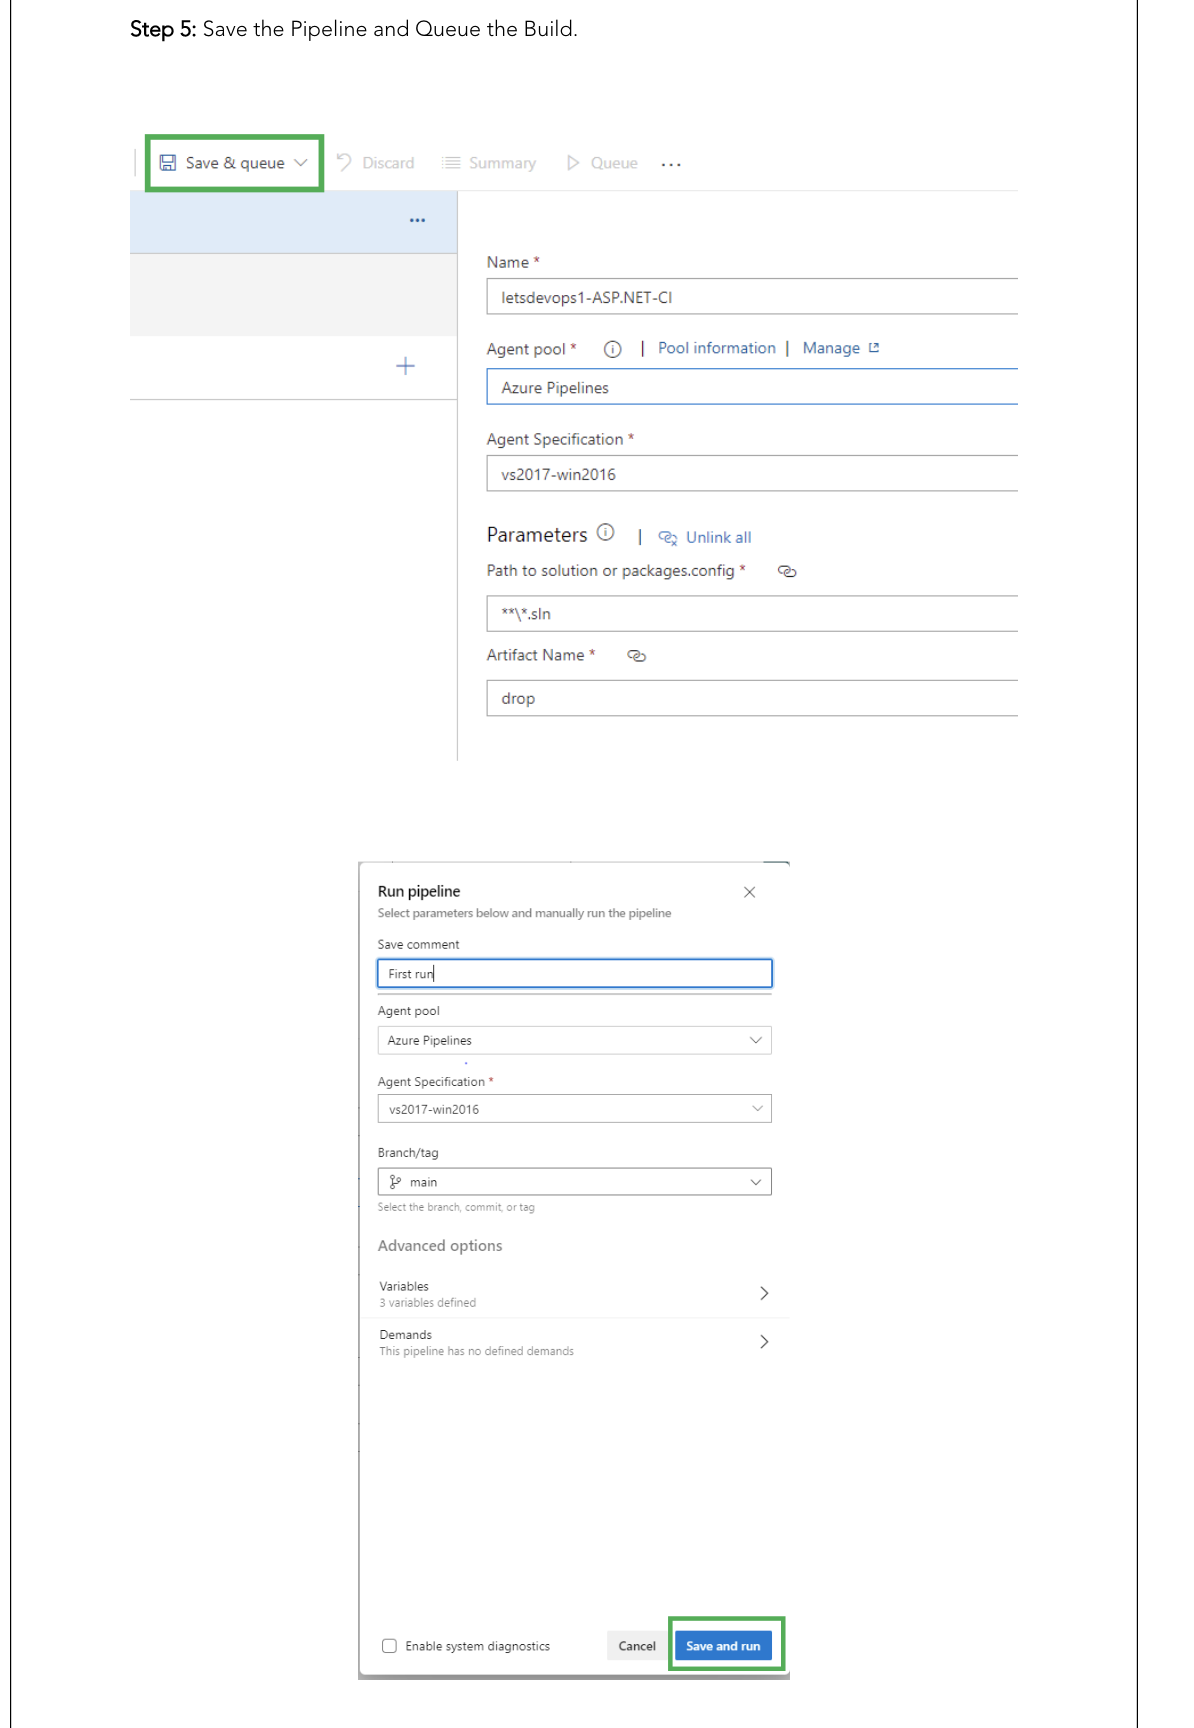 Step 5: Save the Pipeline and Queue the Build.
Save & queue Discard Summary Queue ...
...
Name *
letsdevops1-ASP.NET-CI
Agent pool * | Pool information | Manage
Azure Pipelines
Agent Specification *
vs2017-win2016
Parameters | Unlink all
Path to solution or packages.config *
**\*.sln
Artifact Name *
drop
Run pipeline
Select parameters below and manually run the pipeline
Save comment
First run
Agent pool
Azure Pipelines
Agent Specification *
vs2017-win2016
Branch/tag
main
Select the branch, commit, or tag
Advanced options
Variables
3 variables defined
Demands
This pipeline has no defined demands
Enable system diagnostics Cancel Save and run